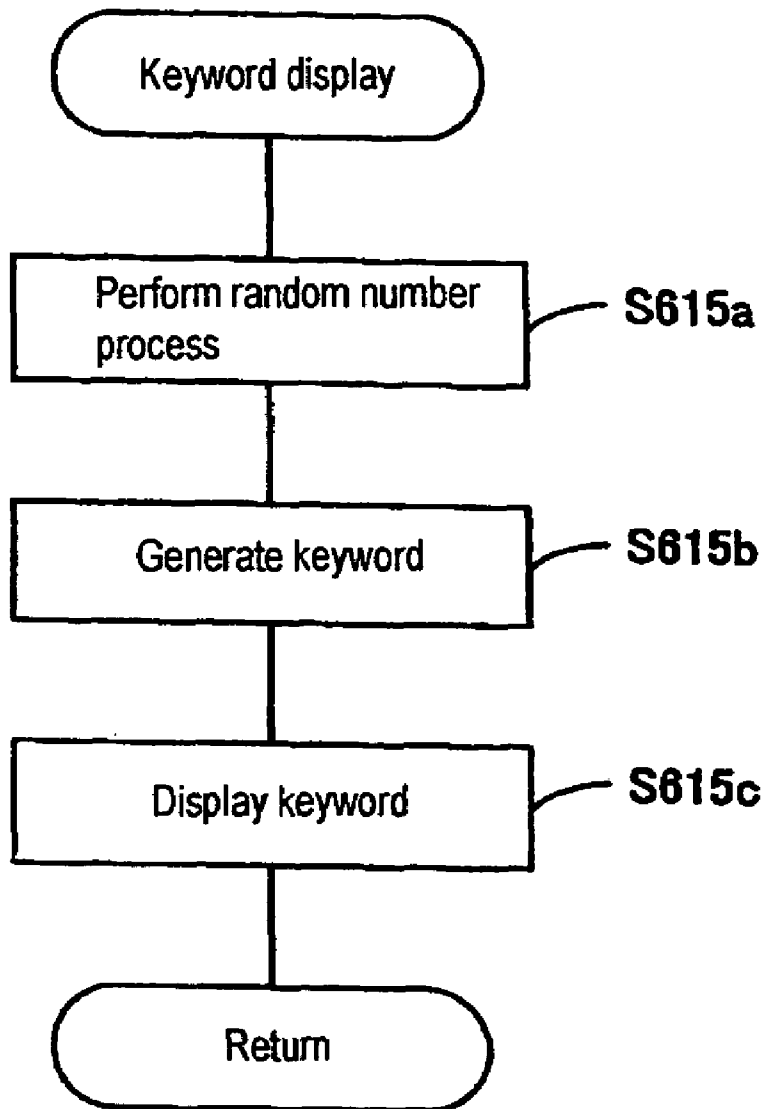 Keyword display
Perform random number
process
S615a
Generate keyword
S615b
Display keyword
S615c
Return